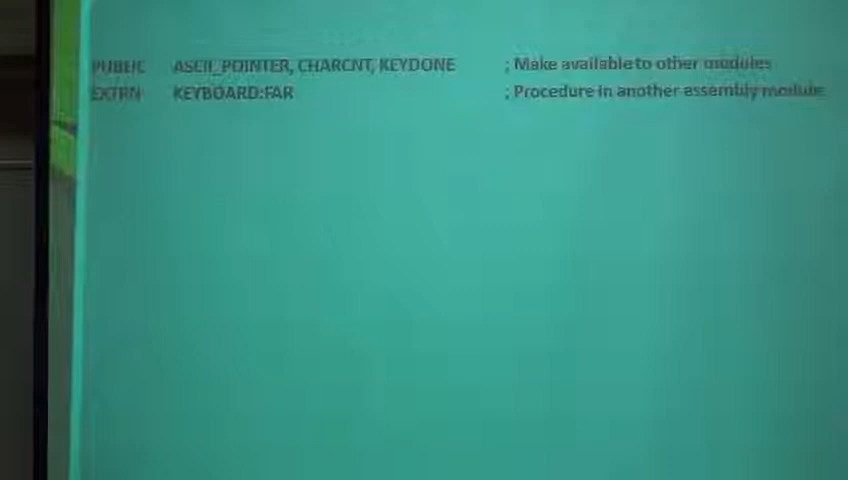 PUBLIC ASCII_POINTER, CHARCNT, KEYDONE ; Make available to other modules
EXTRN KEYBOARD:FAR ; Procedure in another assembly module